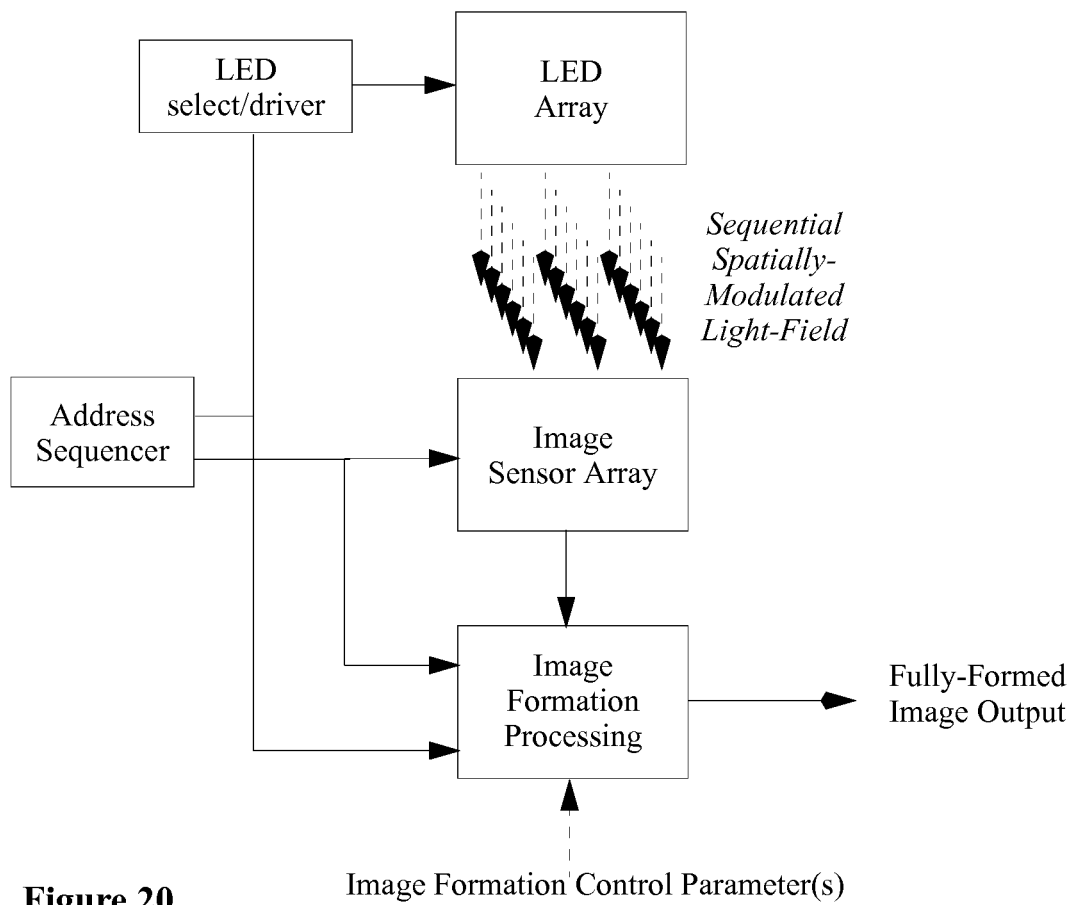 LED
select/driver
LED
Array
Sequential
Spatially-
Modulated
Light-Field
Address
Sequencer
Image
Sensor Array
Image
Formation
Processing
Fully-Formed
Image Output
Image Formation Control Parameter(s)
Figure 20